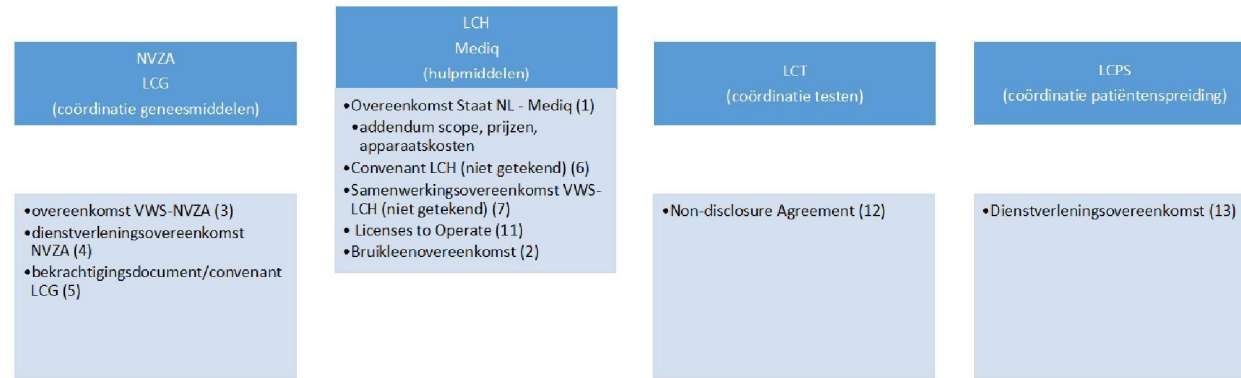 NVZA
LCG
(coördinatie geneesmiddelen)
•overeenkomst VWS-NVZA (3)
•dienstverleningsovereenkomst
NVZA (4)
•bekrachtigingsdocument/convenant
LCG (5)
LCH
Mediq
(hulpmiddelen)
•Overeenkomst Staat NL - Mediq (1)
•addendum scope, prijzen,
apparaatskosten
•Convenant LCH (niet getekend) (6)
•Samenwerkingsovereenkomst VWS-
LCH (niet getekend) (7)
• Licenses to Operate (11)
•Bruikleenovereenkomst (2)
LCT
(coördinatie testen)
•Non-disclosure Agreement (12)
LCPS
(coördinatie patiëntenspreiding)
•Dienstverleningsovereenkomst (13)